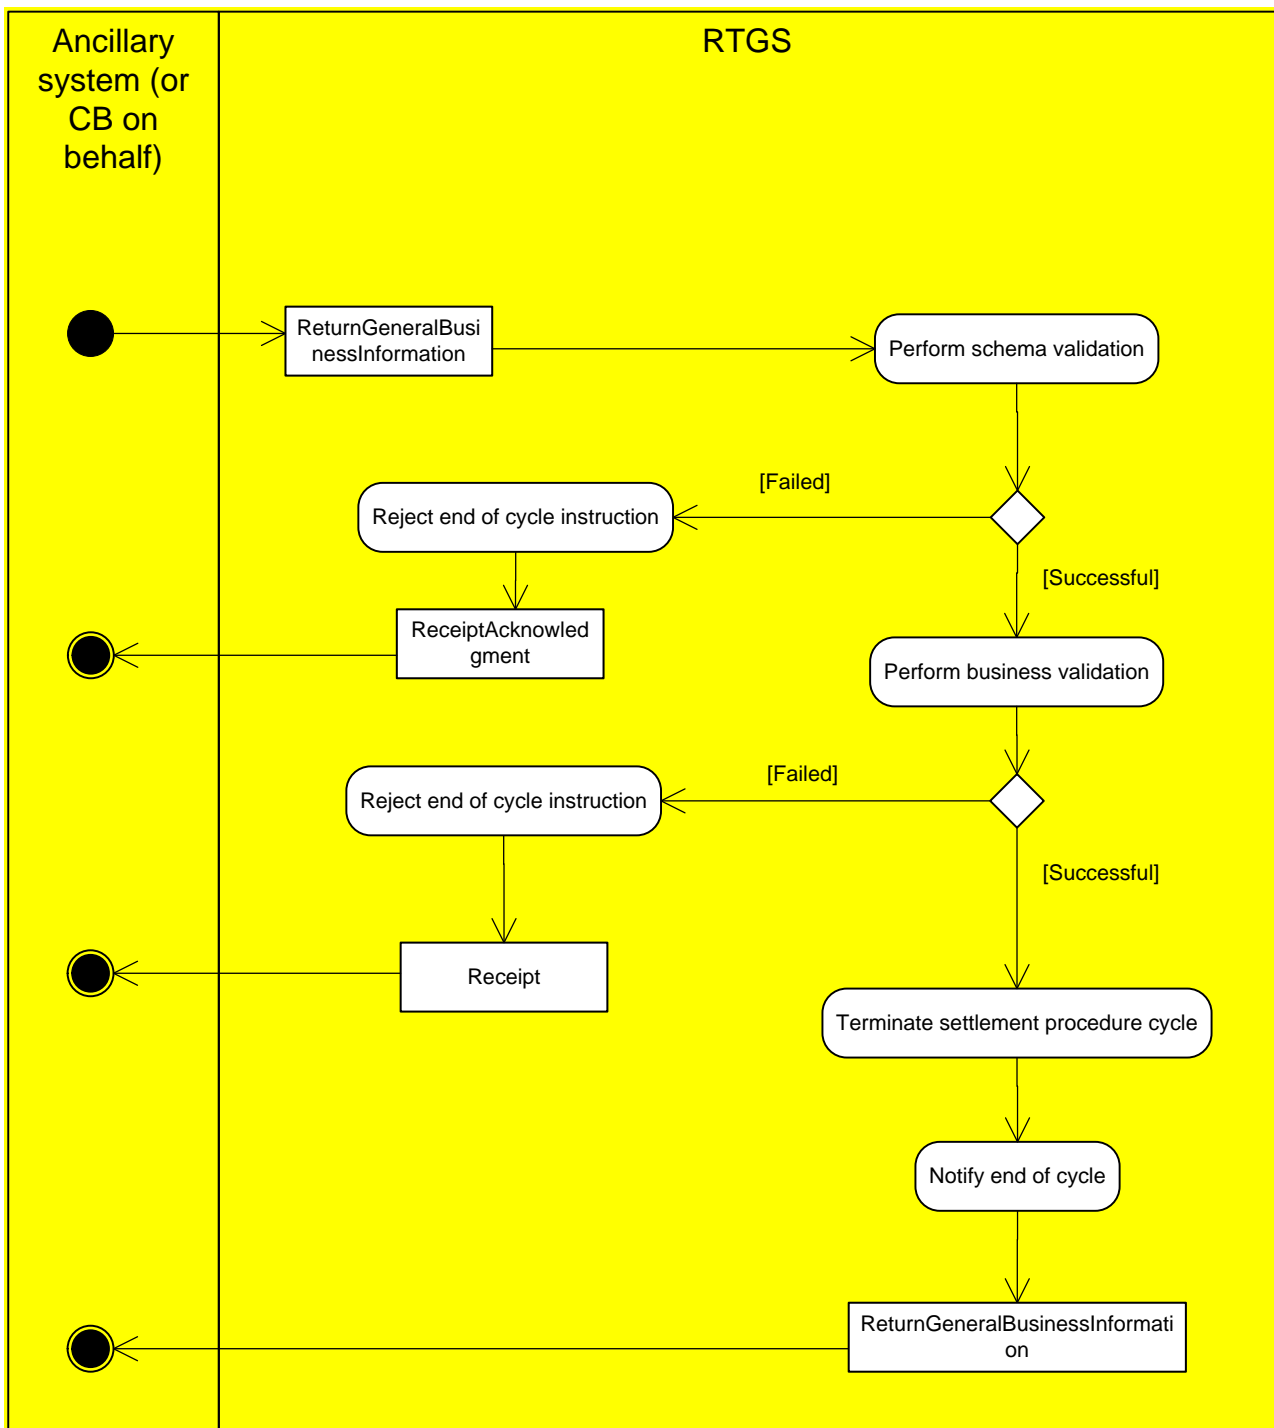 Ancillary
system (or
CB on
behalf)
RTGS
ReturnGeneralBusi
nessInformation
Perform schema validation
[Failed]
Reject end of cycle instruction
[Successful]
ReceiptAcknowled
gment
Perform business validation
[Failed]
Reject end of cycle instruction
[Successful]
Receipt
Terminate settlement procedure cycle
Notify end of cycle
ReturnGeneralBusinessInformati
on